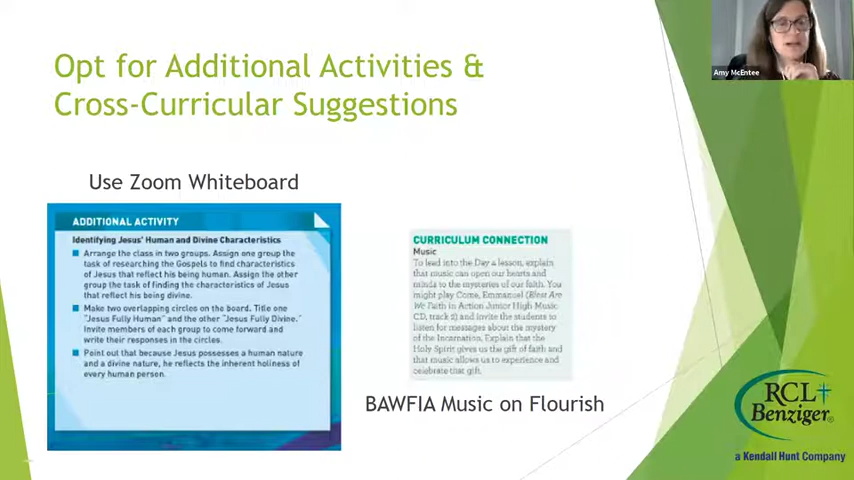 Opt for Additional Activities &
Cross-Curricular Suggestions
Amy McEntee
Use Zoom Whiteboard
ADDITIONAL ACTIVITY
Identifying Jesus' Human and Divine Characteristics
Arrange the class in two groups. Assign one group the
task of researching the Gospels to find characteristics
of Jesus that reflect his being human. Assign the other
group the task of finding the characteristics of Jesus
that reflect his being divine.
Make two overlapping circles on the board. Title one
"Jesus Fully Human" and the other "Jesus Fully Divine."
Invite members of each group to come forward and
write their responses in the circles.
Point out that because Jesus possesses a human nature
and a divine nature, he reflects the inherent holiness of
every human person.
CURRICULUM CONNECTION
Music
To lead into the Day 4 lesson, explain
that music can open our hearts and
minds to the mysteries of our faith. You
might play Come, Emmanuel (Blest Are
We Faith in Action Junior High Music
CD, track 2) and invite the students to
listen for messages about the mystery
of the Incarnation. Explain that the
Holy Spirit gives us the gift of faith and
that music allows us to experience and
celebrate that gift.
BAWFIA Music on Flourish
RCL
Benziger®
a Kendall Hunt Company